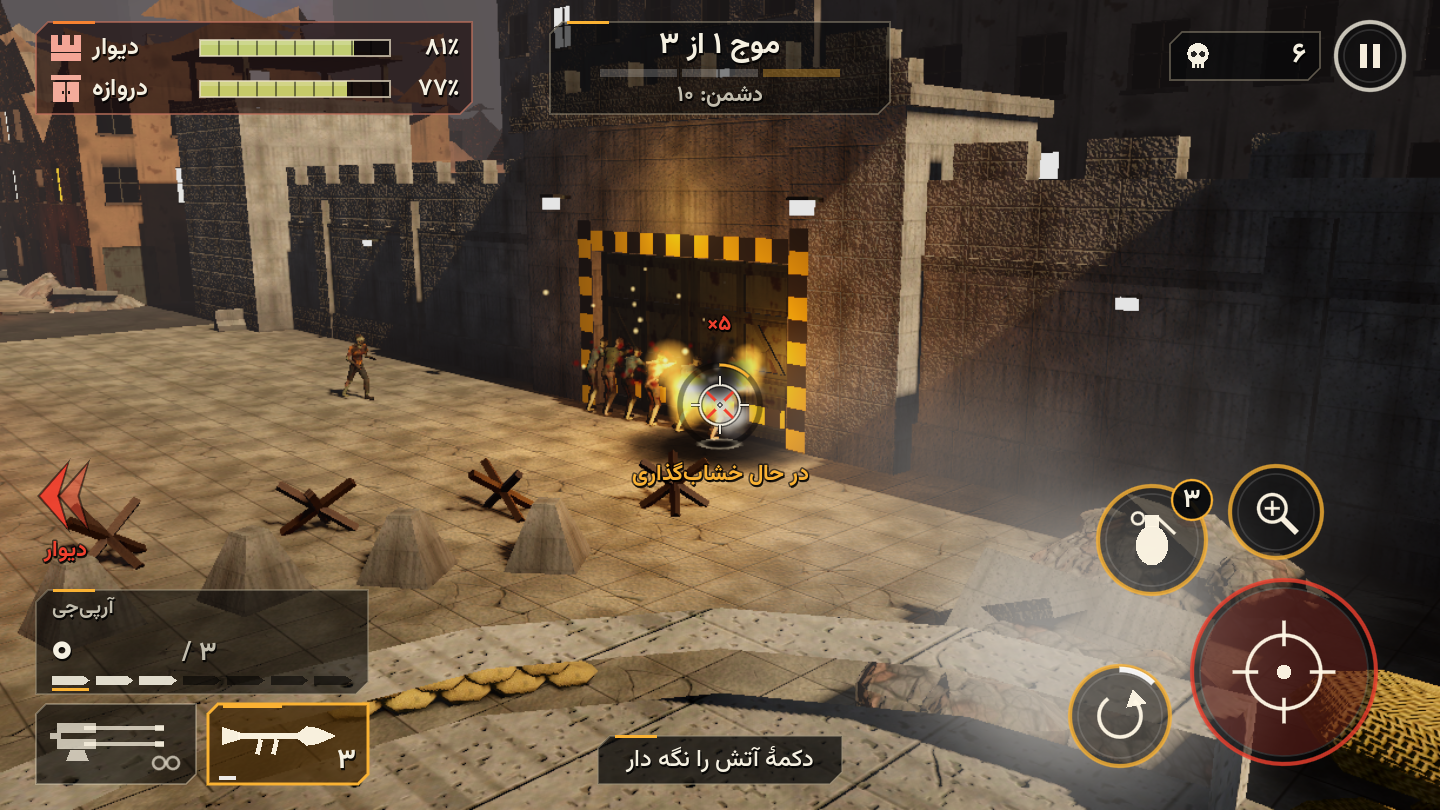 دیوار ۸۱٪
دروازه ۷۷٪
موج ۱ از ۳
دشمن: ۱۰
۶
×۵
در حال خشاب‌گذاری
دیوار
آرپی‌جی
۰ / ۳
۳
∞
۳
دکمهٔ آتش را نگه دار